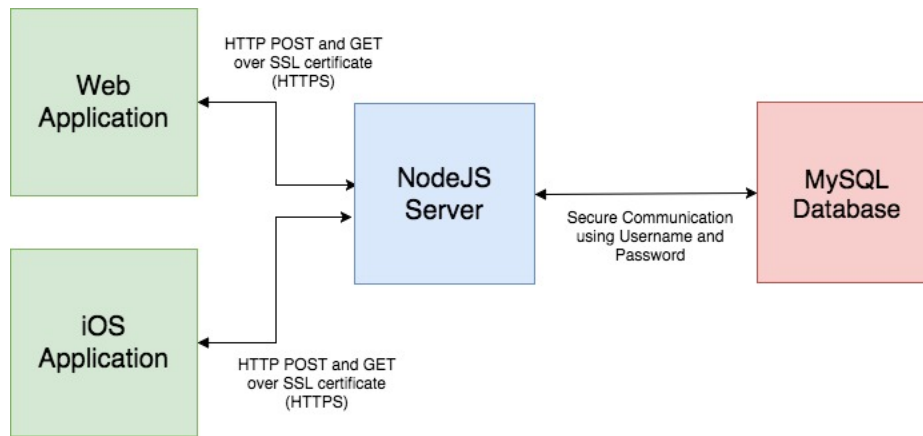 HTTP POST and GET
over SSL certificate
(HTTPS)
Web
Application
NodeJS
Server
MySQL
Database
Secure Communication
using Username and
Password
iOS
Application
HTTP POST and GET
over SSL certificate
(HTTPS)